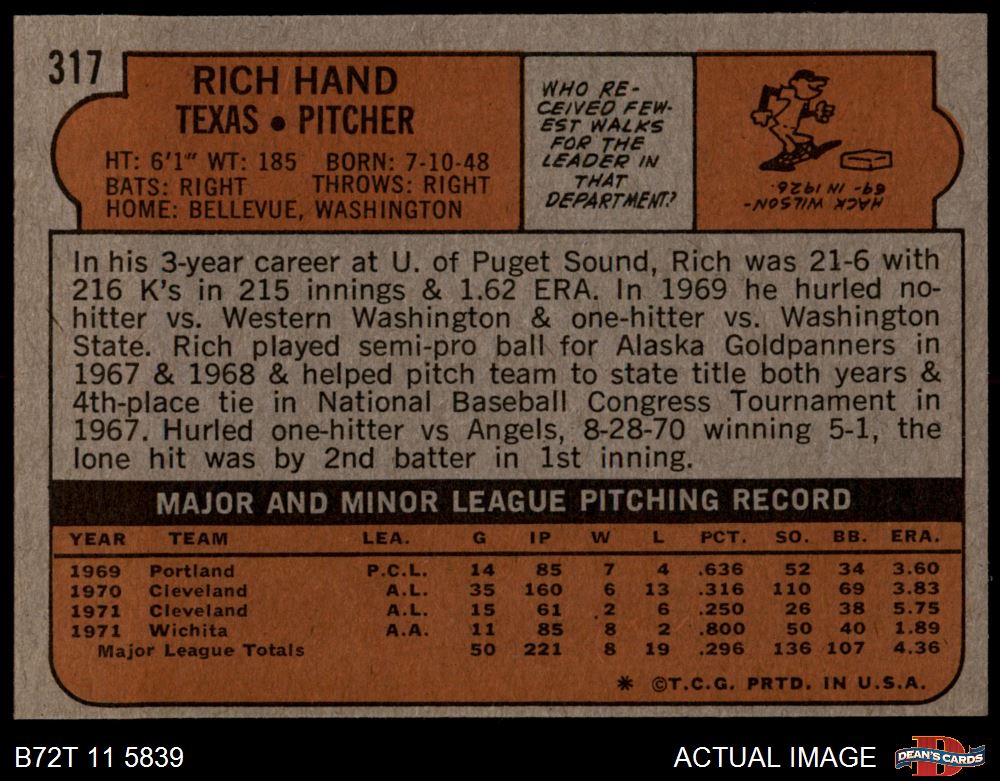 317
RICH HAND
TEXAS • PITCHER
HT: 6'1" WT: 185 BORN: 7-10-48
BATS: RIGHT THROWS: RIGHT
HOME: BELLEVUE, WASHINGTON
WHO RE-
CEIVED FEW-
EST WALKS
FOR THE
LEADER IN
THAT
DEPARTMENT?
HACK WILSON-
69- IN 1926.
In his 3-year career at U. of Puget Sound, Rich was 21-6 with
216 K's in 215 innings & 1.62 ERA. In 1969 he hurled no-
hitter vs. Western Washington & one-hitter vs. Washington
State. Rich played semi-pro ball for Alaska Goldpanners in
1967 & 1968 & helped pitch team to state title both years &
4th-place tie in National Baseball Congress Tournament in
1967. Hurled one-hitter vs Angels, 8-28-70 winning 5-1, the
lone hit was by 2nd batter in 1st inning.
MAJOR AND MINOR LEAGUE PITCHING RECORD
YEAR TEAM LEA. G IP W L PCT. SO. BB. ERA.
1969 Portland P.C.L. 14 85 7 4 .636 52 34 3.60
1970 Cleveland A.L. 35 160 6 13 .316 110 69 3.83
1971 Cleveland A.L. 15 61 2 6 .250 26 38 5.75
1971 Wichita A.A. 11 85 8 2 .800 50 40 1.89
Major League Totals 50 221 8 19 .296 136 107 4.36
* ©T.C.G. PRTD. IN U.S.A.
B72T 11 5839
ACTUAL IMAGE
D
DEAN'S CARDS